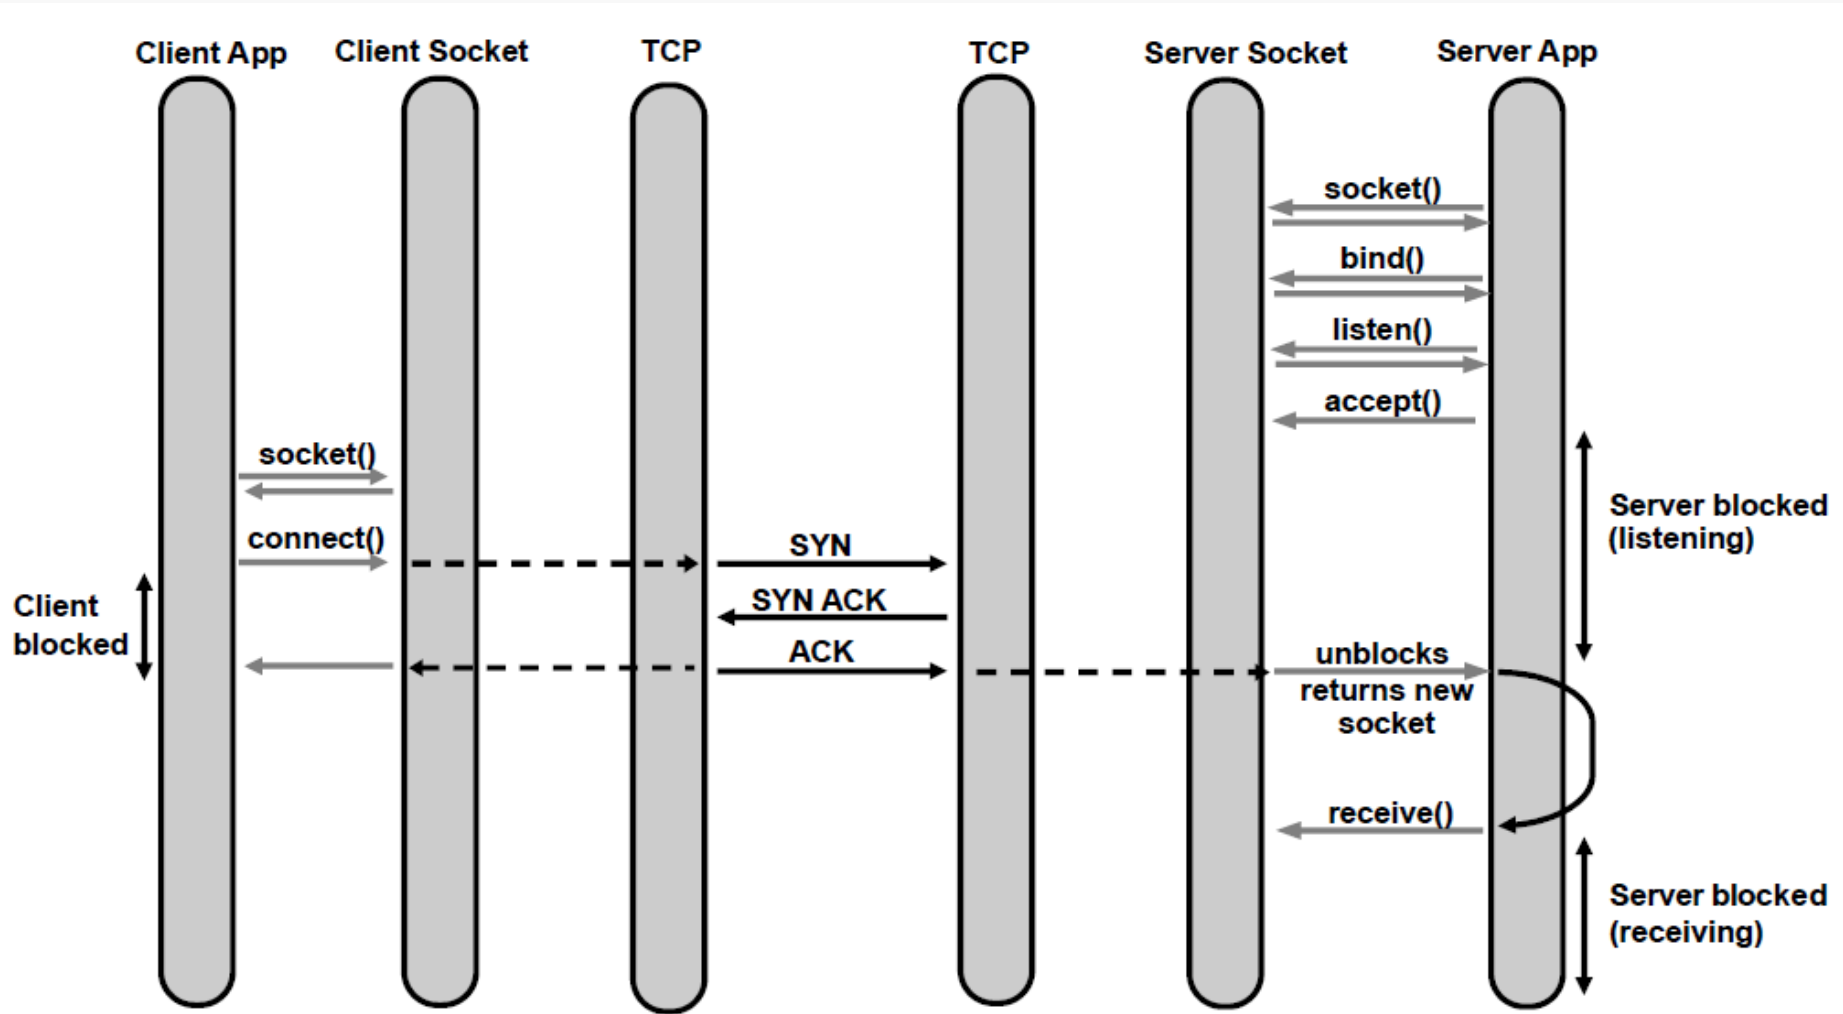 Client App
Client Socket
TCP
TCP
Server Socket
Server App
socket()
bind()
listen()
accept()
socket()
connect()
Client
blocked
SYN
SYN ACK
ACK
Server blocked
(listening)
unblocks
returns new
socket
receive()
Server blocked
(receiving)